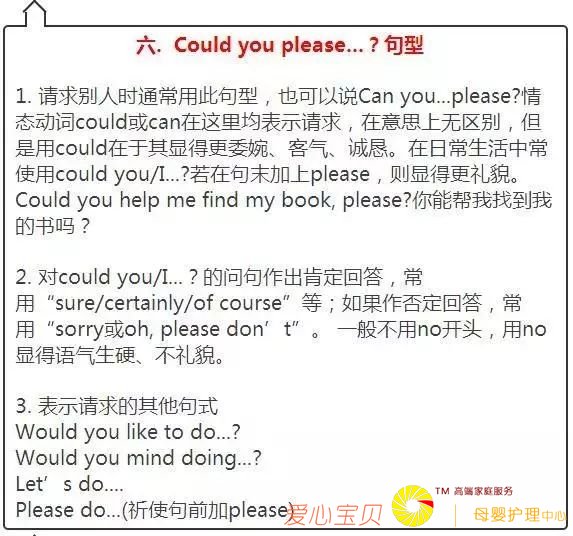 六. Could you please...？句型
1. 请求别人时通常用此句型，也可以说Can you...please?情
态动词could或can在这里均表示请求，在意思上无区别，但
是用could在于其显得更委婉、客气、诚恳。在日常生活中常
使用could you/I...?若在句末加上please，则显得更礼貌。
Could you help me find my book, please?你能帮我找到我
的书吗？
2. 对could you/I...？的问句作出肯定回答，常
用“sure/certainly/of course”等；如果作否定回答，常
用“sorry或oh, please don’t”。 一般不用no开头，用no
显得语气生硬、不礼貌。
3. 表示请求的其他句式
Would you like to do...?
Would you mind doing...?
Let’s do....
Please do...(祈使句前加please)
爱心宝贝 TM 高端家庭服务
母婴护理中心